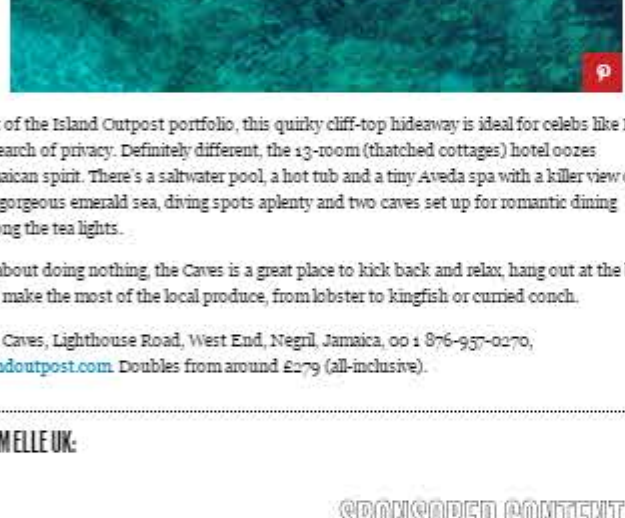 of the Island Outpost portfolio, this quirky cliff-top hideaway is ideal for celebs like
earch of privacy. Definitely different, the 13-room (thatched cottages) hotel oozes
aican spirit. There's a saltwater pool, a hot tub and a tiny Aveda spa with a killer view
gorgeous emerald sea, diving spots aplenty and two caves set up for romantic dining
ong the tea lights.
about doing nothing, the Caves is a great place to kick back and relax, hang out at the
make the most of the local produce, from lobster to kingfish or curried conch.
Caves, Lighthouse Road, West End, Negril, Jamaica, 00 1 876-957-0270,
ndoutpost.com. Doubles from around £279 (all-inclusive).
M ELLE UK:
SPONSORED CONTENT